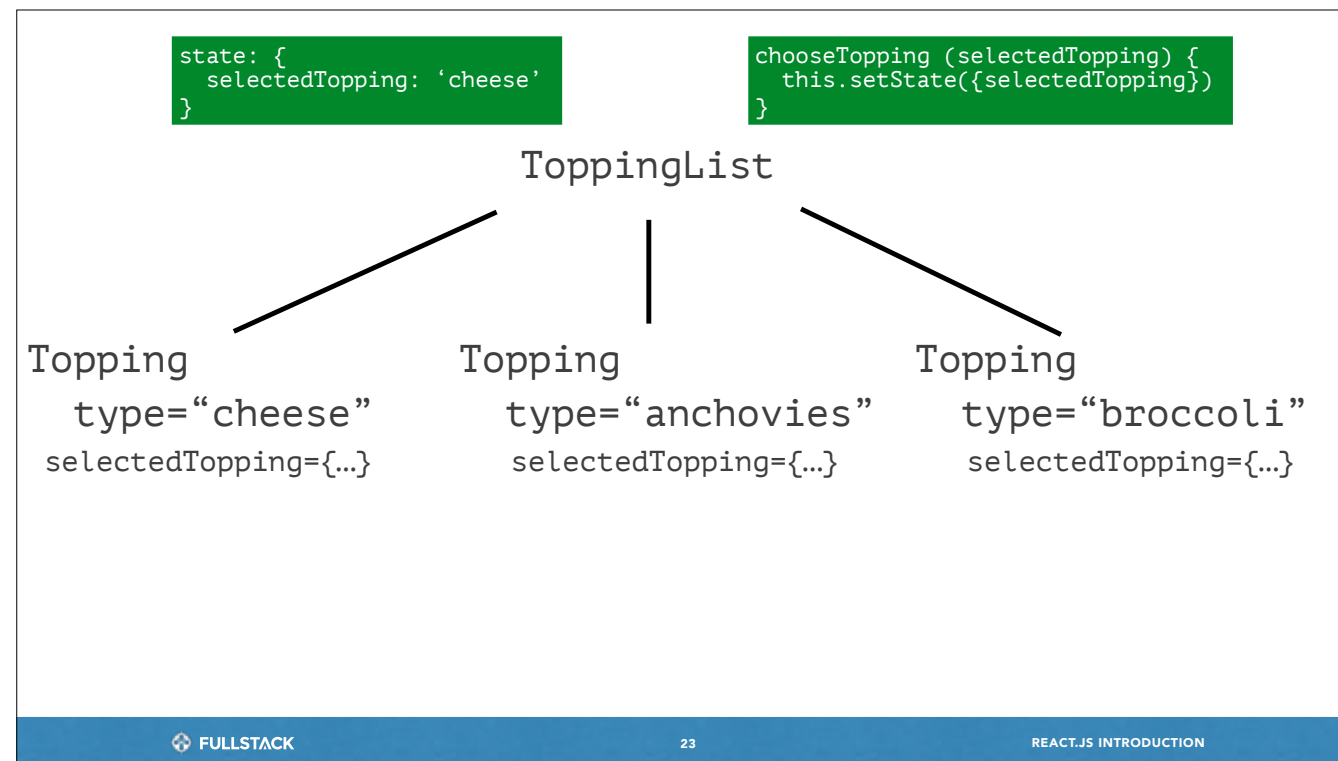 state: {
selectedTopping: ‘cheese’
}
chooseTopping (selectedTopping) {
this.setState({selectedTopping})
}
ToppingList
Topping
type=“cheese”
selectedTopping={…}
Topping
type=“anchovies”
selectedTopping={…}
Topping
type=“broccoli”
selectedTopping={…}
FULLSTACK
23
REACT.JS INTRODUCTION